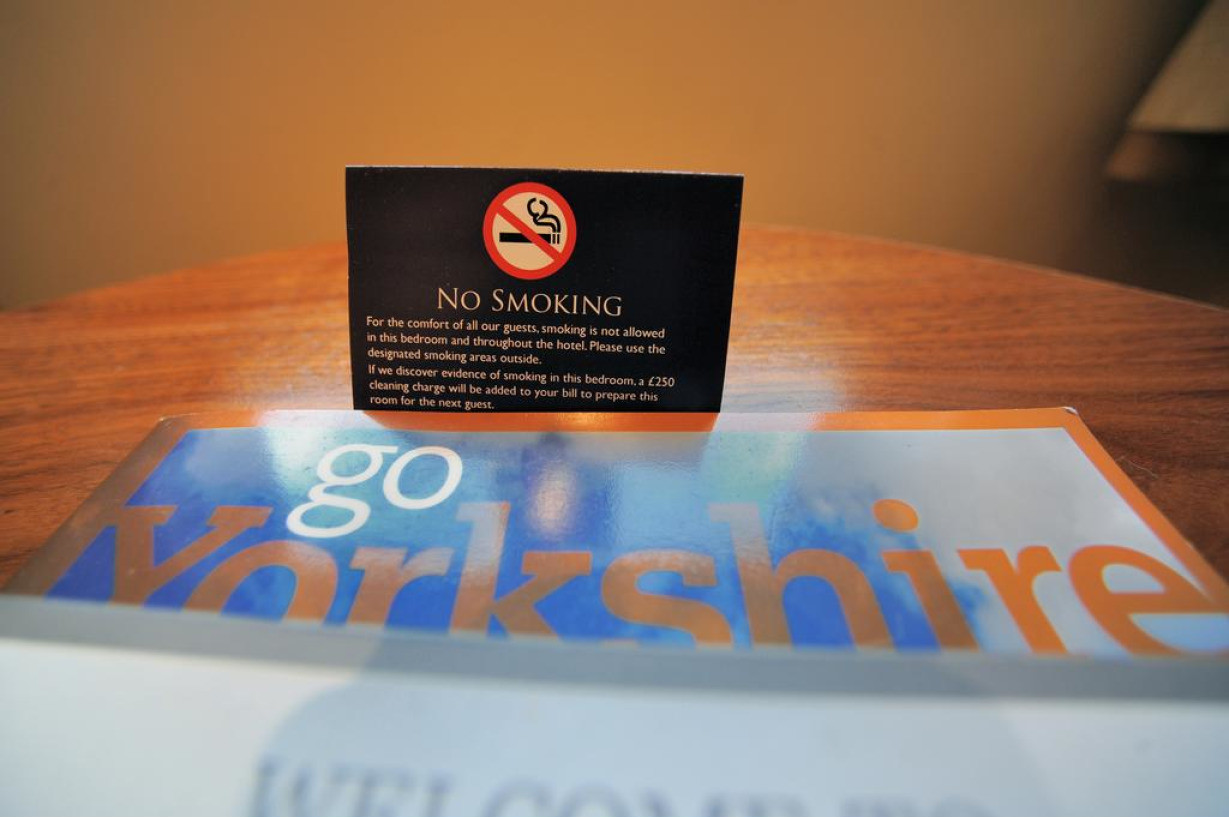 No Smoking
For the comfort of all our guests, smoking is not allowed
in this bedroom and throughout the hotel. Please use the
designated smoking areas outside.
If we discover evidence of smoking in this bedroom, a £250
cleaning charge will be added to your bill to prepare this
room for the next guest.
go
Yorkshire
WELCOME TO